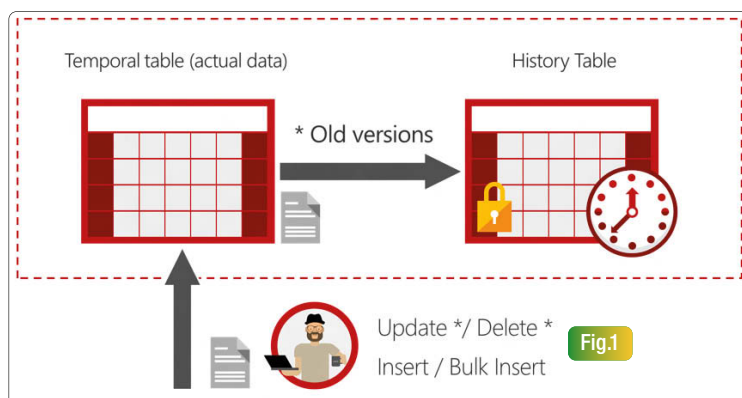 Temporal table (actual data)
History Table
* Old versions
Update */ Delete *
Insert / Bulk Insert
Fig.1